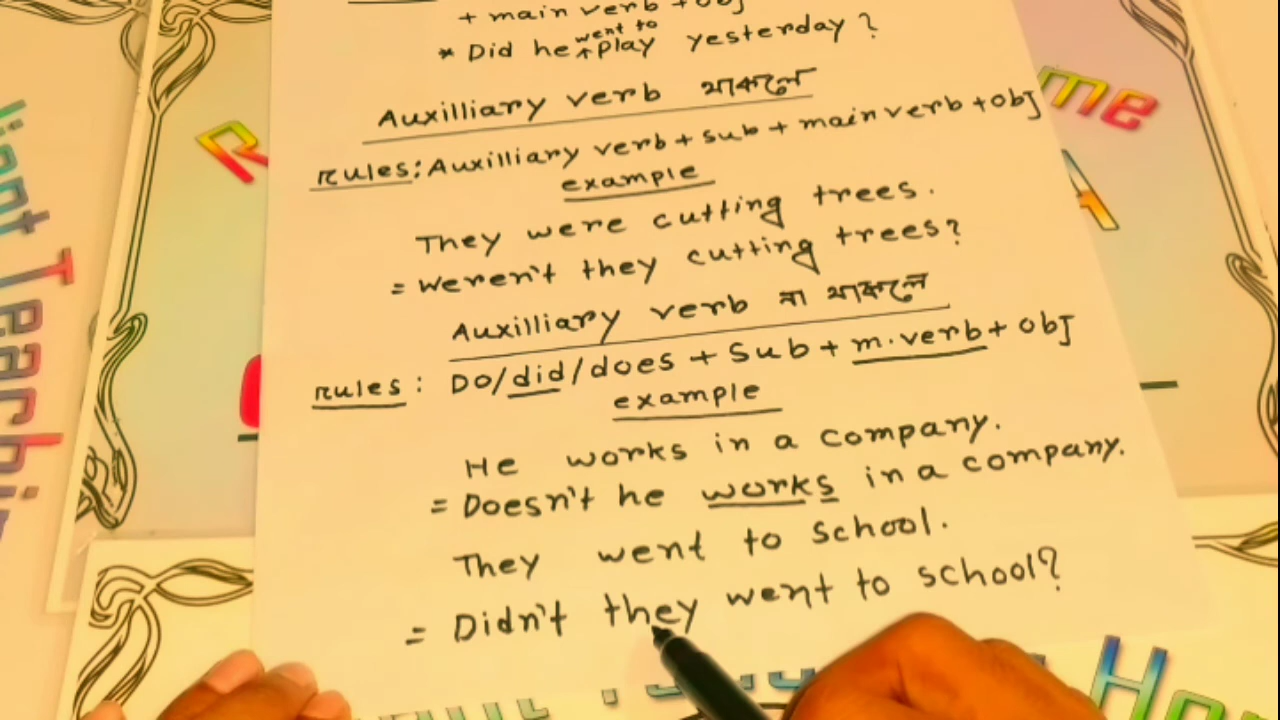 + main verb + obj
went to
* Did he play yesterday ?
Auxilliary verb থাকলে
rules: Auxilliary verb + sub + main verb + obj
example
They were cutting trees.
= Weren't they cutting trees?
Auxilliary verb না থাকলে
rules : Do/did/does + Sub + m.verb + obj
example
He works in a company.
= Doesn't he works in a company.
They went to school.
= Didn't they went to school?